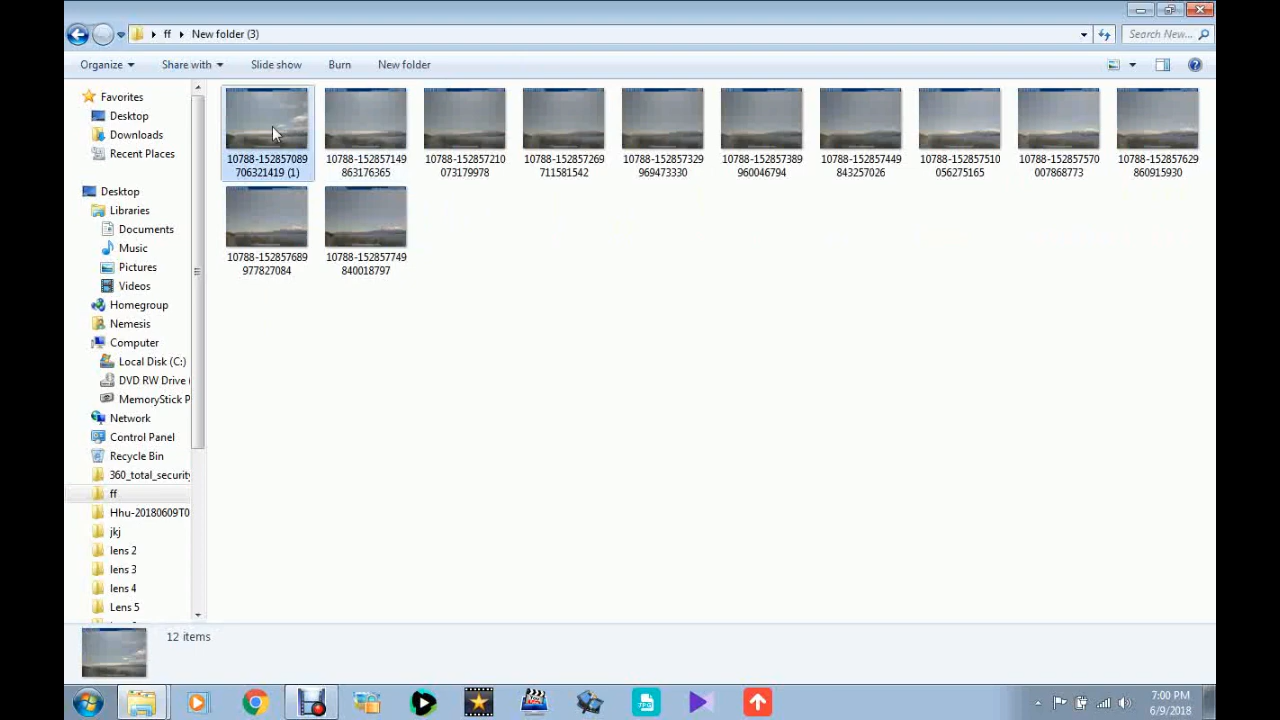 ff New folder (3)
Search New...
Organize Share with Slide show Burn New folder
Favorites
Desktop
Downloads
Recent Places
Desktop
Libraries
Documents
Music
Pictures
Videos
Homegroup
Nemesis
Computer
Local Disk (C:)
DVD RW Drive (
MemoryStick P
Network
Control Panel
Recycle Bin
360_total_security
ff
Hhu-20180609T0
jkj
lens 2
lens 3
lens 4
Lens 5
10788-152857089
706321419 (1)
10788-152857149
863176365
10788-152857210
073179978
10788-152857269
711581542
10788-152857329
969473330
10788-152857389
960046794
10788-152857449
843257026
10788-152857510
056275165
10788-152857570
007868773
10788-152857629
860915930
10788-152857689
977827084
10788-152857749
840018797
12 items
7:00 PM
6/9/2018